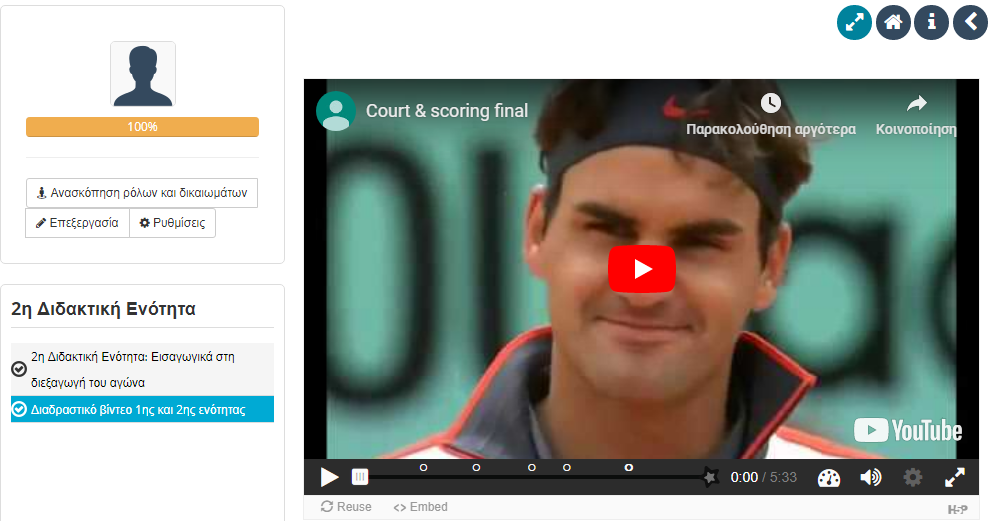 100%
Ανασκόπηση ρόλων και δικαιωμάτων
Επεξεργασία
Ρυθμίσεις
2η Διδακτική Ενότητα
2η Διδακτική Ενότητα: Εισαγωγικά στη
διεξαγωγή του αγώνα
Διαδραστικό βίντεο 1ης και 2ης ενότητας
Court & scoring final
Παρακολούθηση αργότερα
Κοινοποίηση
YouTube
0:00 / 5:33
Reuse
<> Embed
H5P